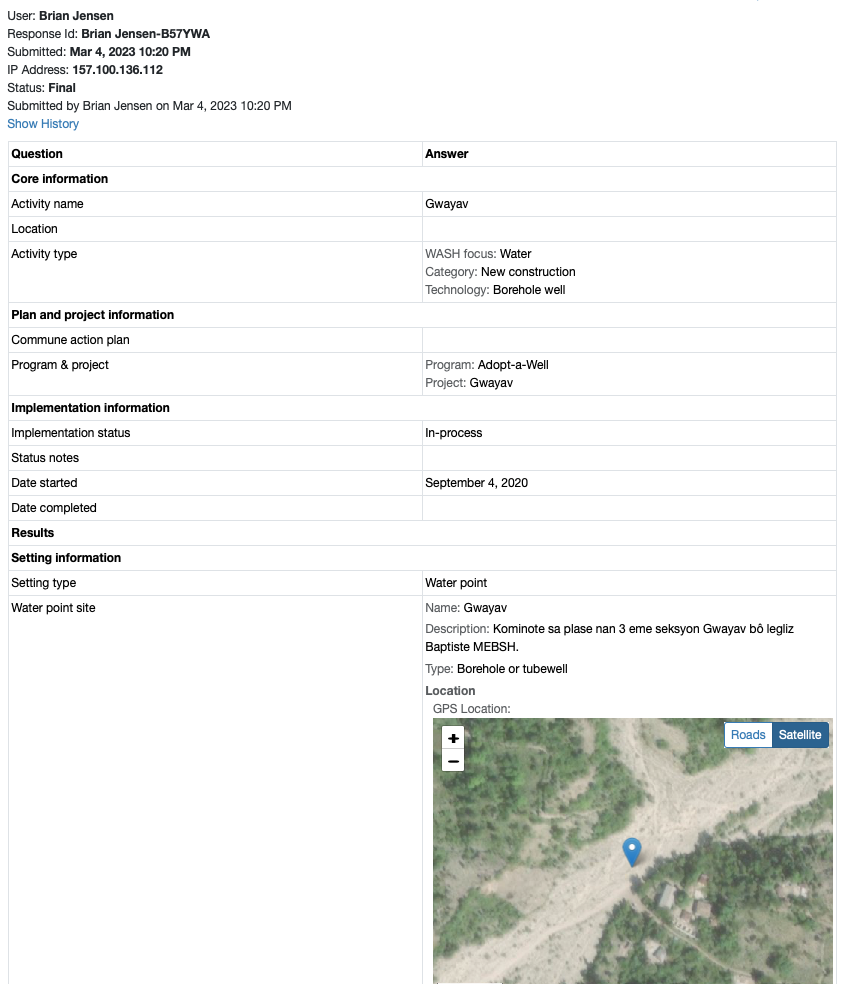 User: Brian Jensen
Response Id: Brian Jensen-B57YWA
Submitted: Mar 4, 2023 10:20 PM
IP Address: 157.100.136.112
Status: Final
Submitted by Brian Jensen on Mar 4, 2023 10:20 PM
Show History
Question Answer
Core information
Activity name Gwayav
Location
Activity type WASH focus: Water
Category: New construction
Technology: Borehole well
Plan and project information
Commune action plan
Program & project Program: Adopt-a-Well
Project: Gwayav
Implementation information
Implementation status In-process
Status notes
Date started September 4, 2020
Date completed
Results
Setting information
Setting type Water point
Water point site Name: Gwayav
Description: Kominote sa plase nan 3 eme seksyon Gwayav bô legliz
Baptiste MEBSH.
Type: Borehole or tubewell
Location
GPS Location:
+ Roads Satellite
−